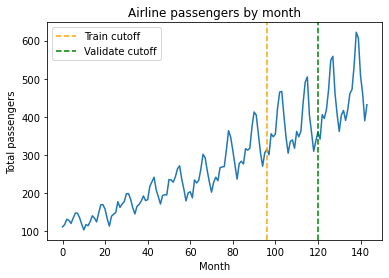 Airline passengers by month
Train cutoff
Validate cutoff
Total passengers
600
500
400
300
200
100
0 20 40 60 80 100 120 140
Month